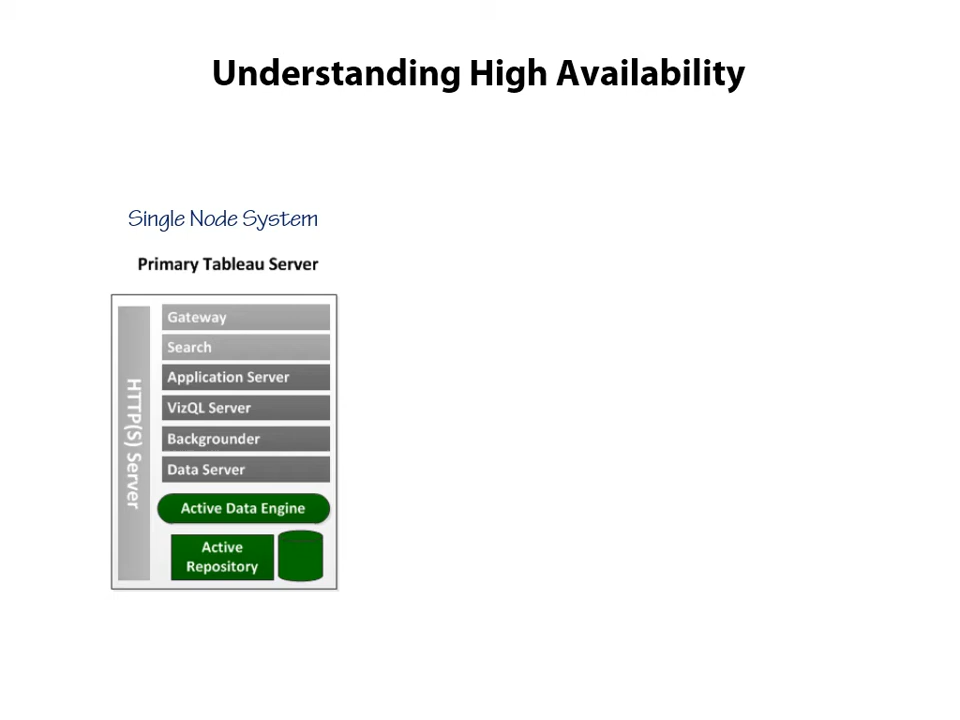 Understanding High Availability
Single Node System
Primary Tableau Server
HTTP(S) Server
Gateway
Search
Application Server
VizQL Server
Backgrounder
Data Server
Active Data Engine
Active
Repository